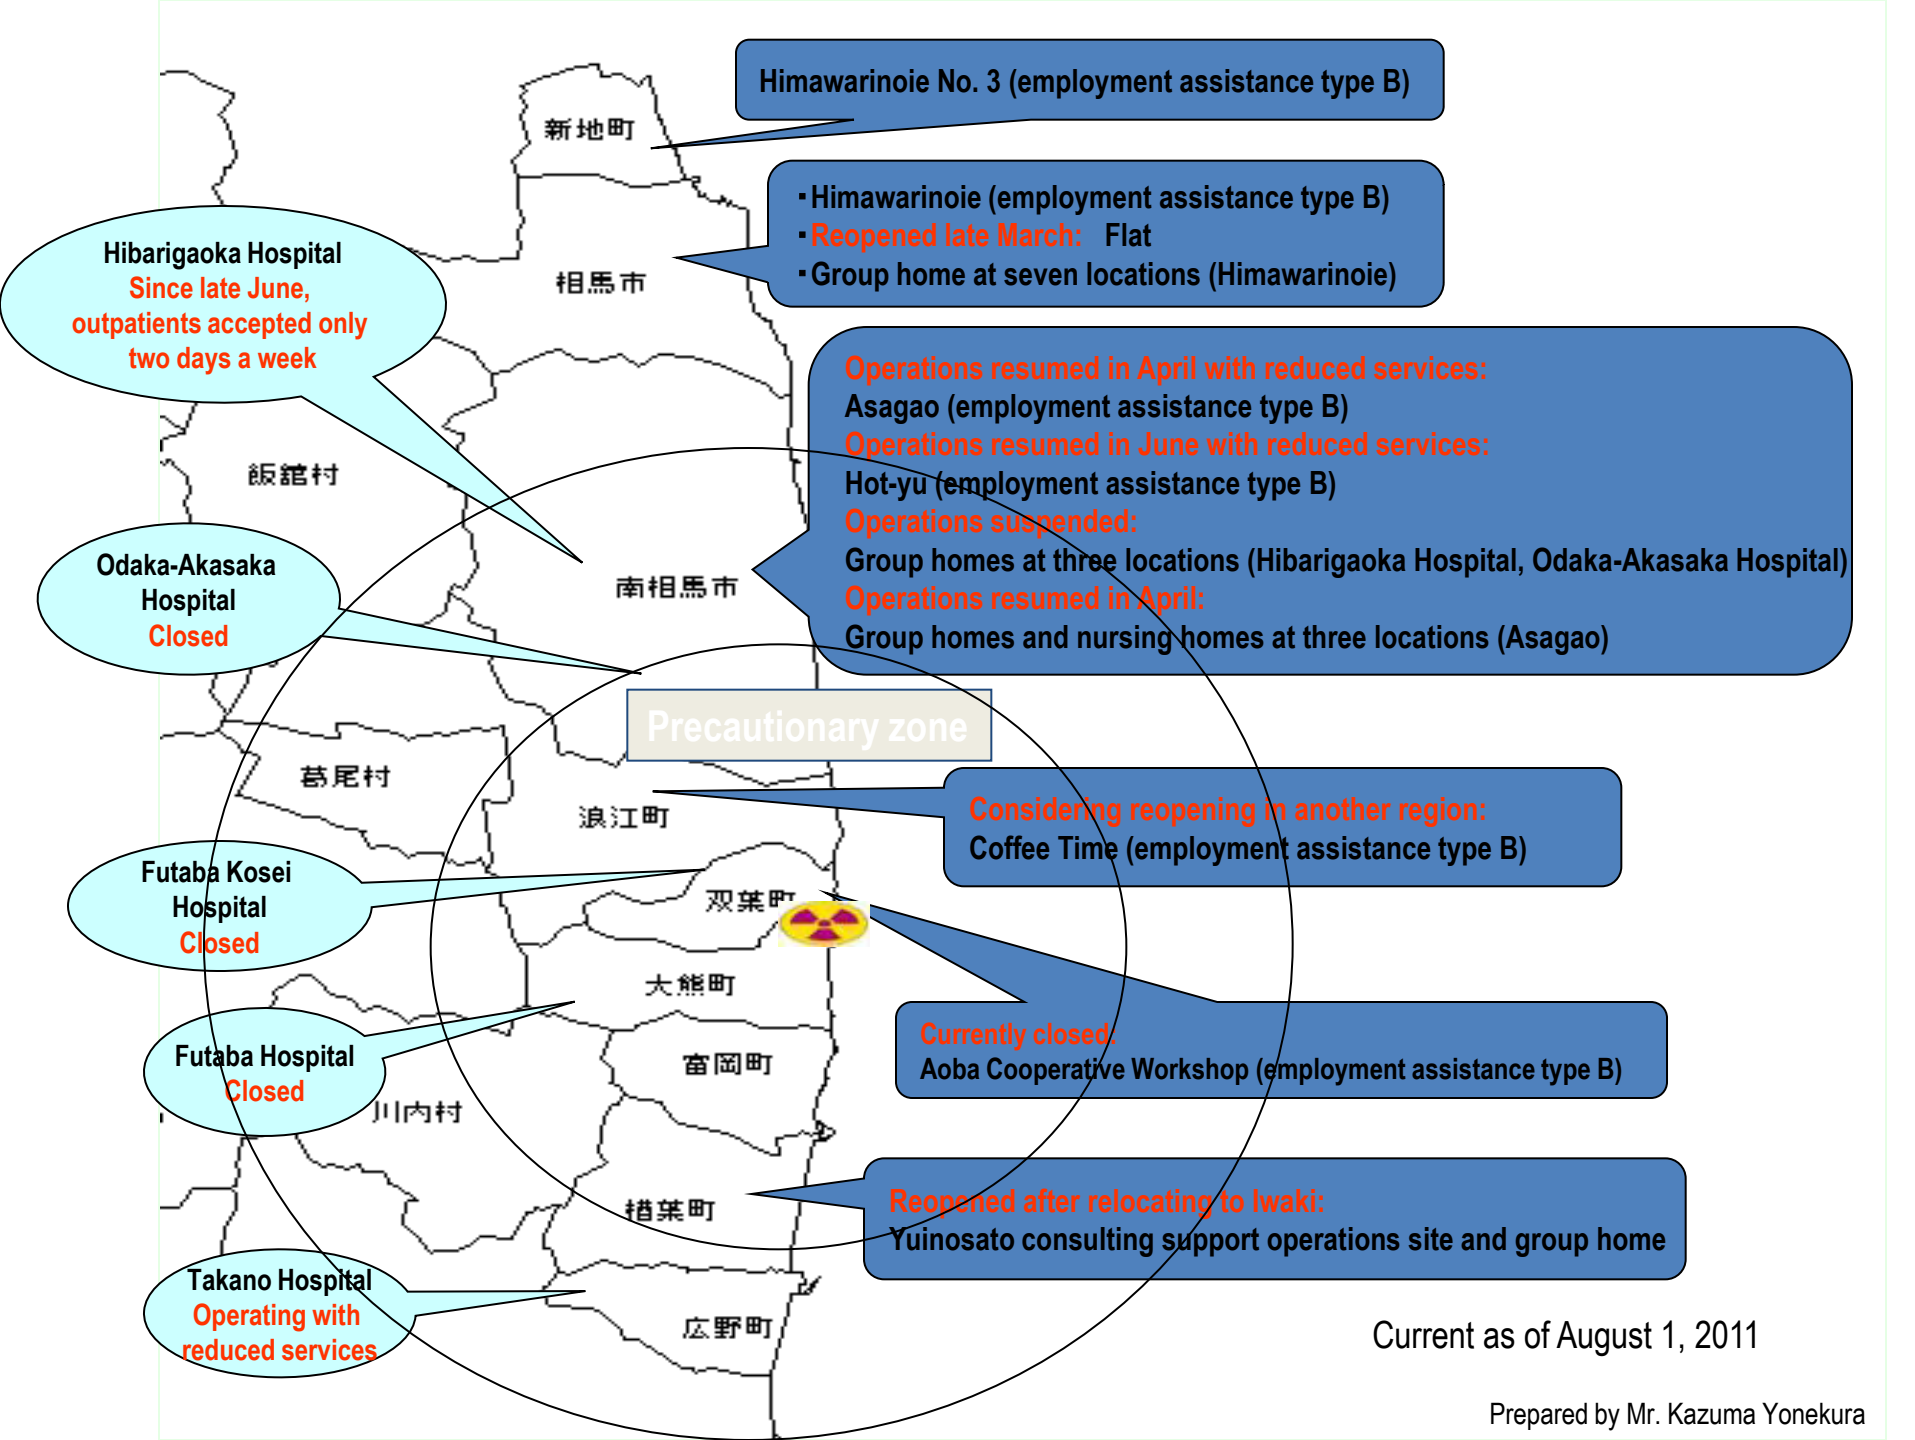 Himawarinoie No. 3 (employment assistance type B)
新地町
・Himawarinoie (employment assistance type B)
・Reopened late March: Flat
・Group home at seven locations (Himawarinoie)
相馬市
Hibarigaoka Hospital
Since late June,
outpatients accepted only
two days a week
Operations resumed in April with reduced services:
Asagao (employment assistance type B)
Operations resumed in June with reduced services:
Hot-yu (employment assistance type B)
Operations suspended:
Group homes at three locations (Hibarigaoka Hospital, Odaka-Akasaka Hospital)
Operations resumed in April:
Group homes and nursing homes at three locations (Asagao)
飯舘村
南相馬市
Odaka-Akasaka
Hospital
Closed
Precautionary zone
葛尾村
浪江町
Considering reopening in another region:
Coffee Time (employment assistance type B)
Futaba Kosei
Hospital
Closed
双葉町
大熊町
Currently closed:
Aoba Cooperative Workshop (employment assistance type B)
Futaba Hospital
Closed
富岡町
川内村
楢葉町
Reopened after relocating to Iwaki:
Yuinosato consulting support operations site and group home
Takano Hospital
Operating with
reduced services
広野町
Current as of August 1, 2011
Prepared by Mr. Kazuma Yonekura